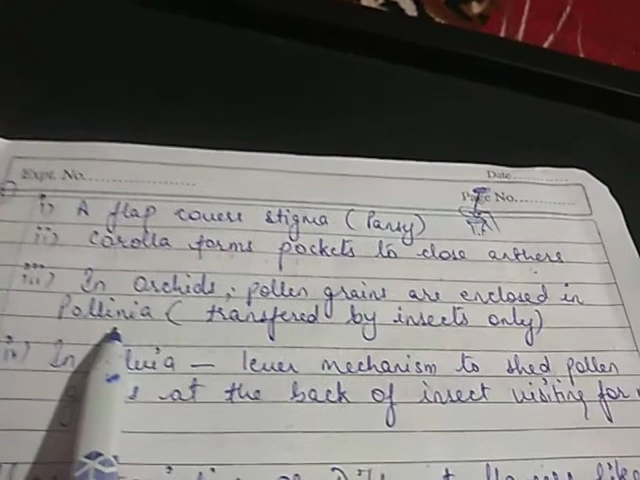 Expt. No.
Date
Page No.
i) A flap covers stigma (Pansy)
ii) Corolla forms pockets to close anthers
iii) In orchids, pollen grains are enclosed in
Pollinia ( transfered by insects only)
iv) In lever mechanism to shed pollen
at the back of insect visiting for